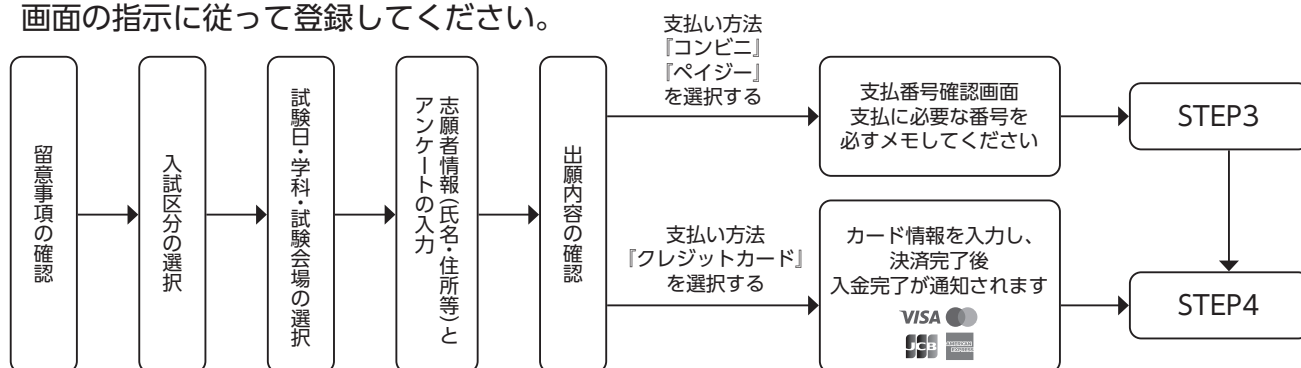 画面の指示に従って登録してください。
留意事項の確認
入試区分の選択
試験日・学科・試験会場の選択
志願者情報(氏名・住所等)と
アンケートの入力
出願内容の確認
支払い方法
『コンビニ』
『ペイジー』
を選択する
支払番号確認画面
支払に必要な番号を
必すメモしてください
STEP3
支払い方法
『クレジットカード』
を選択する
カード情報を入力し、
決済完了後
入金完了が通知されます
VISA
JCB
AMERICAN
EXPRESS
STEP4